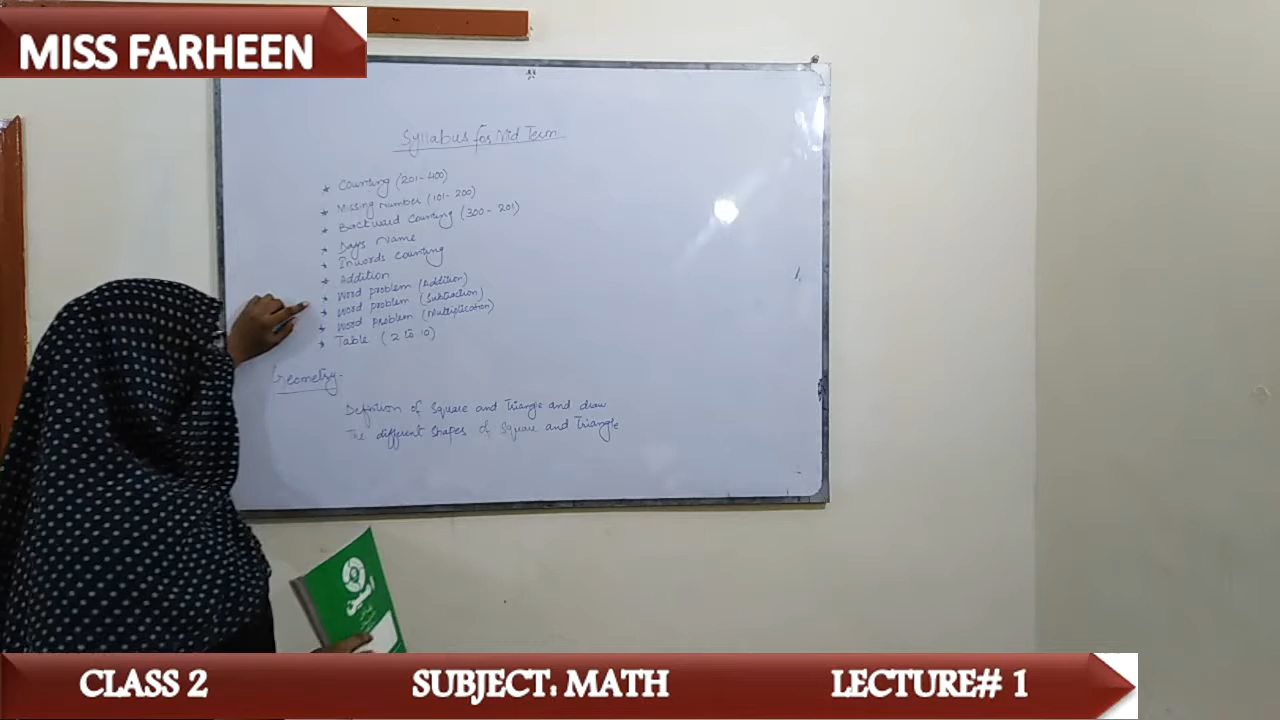 MISS FARHEEN
Syllabus for Mid Term
* Counting (201-400)
* Missing number (101-200)
* Backward Counting (300-201)
* Days Name
* Inwords Counting
* Addition
* Word problem (Addition)
* Word problem (Subtraction)
* Word Problem (Multiplication)
* Table (2 to 10)
Geometry-
Definition of Square and Triangle and draw
The different Shapes of Square and Triangle
CLASS 2 SUBJECT: MATH LECTURE# 1